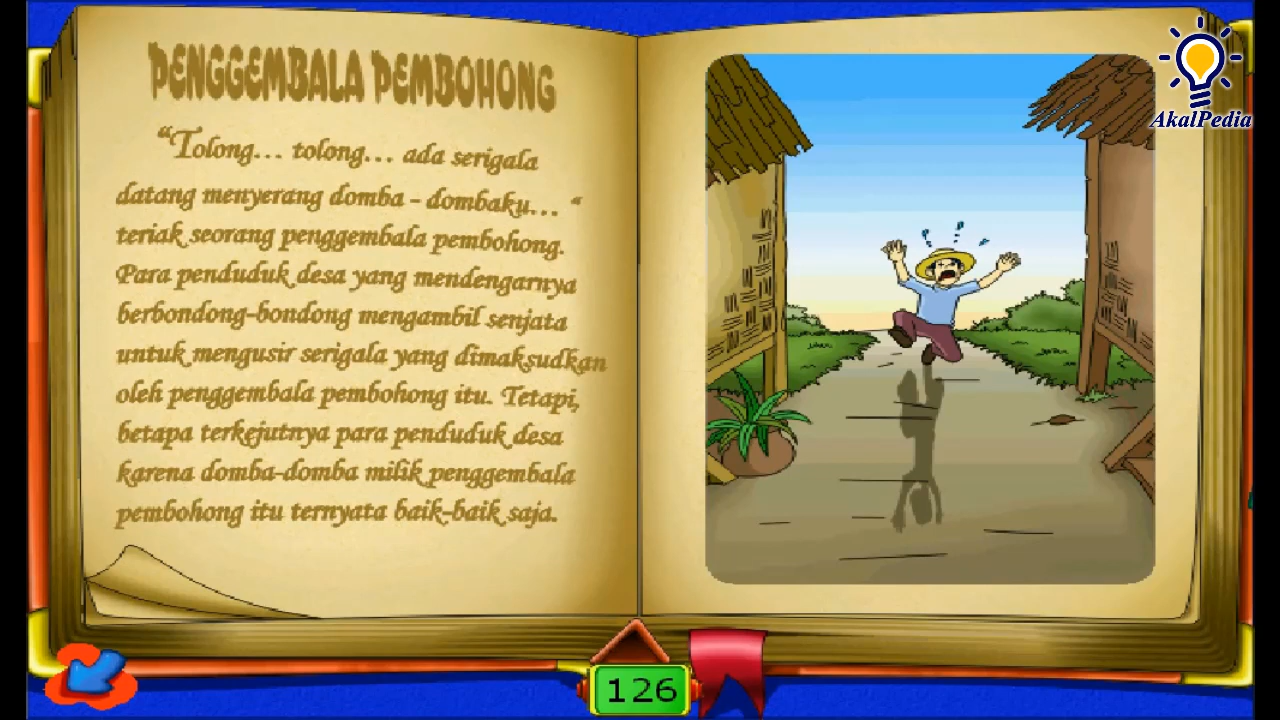 PENGGEMBALA PEMBOHONG
“Tolong... tolong... ada serigala
datang menyerang domba - dombaku... “
teriak seorang penggembala pembohong.
Para penduduk desa yang mendengarnya
berbondong-bondong mengambil senjata
untuk mengusir serigala yang dimaksudkan
oleh penggembala pembohong itu. Tetapi,
betapa terkejutnya para penduduk desa
karena domba-domba milik penggembala
pembohong itu ternyata baik-baik saja.
AkalPedia
126